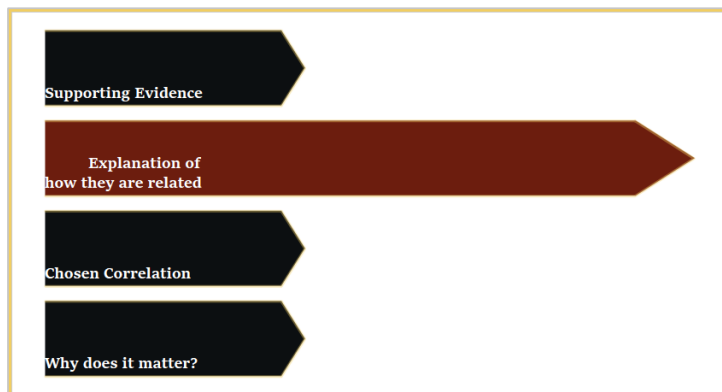 Supporting Evidence
Explanation of
how they are related
Chosen Correlation
Why does it matter?